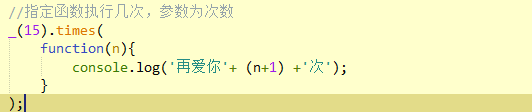 //指定函数执行几次，参数为次数
_(15).times(
    function(n){
        console.log('再爱你'+ (n+1) +'次');
    }
);